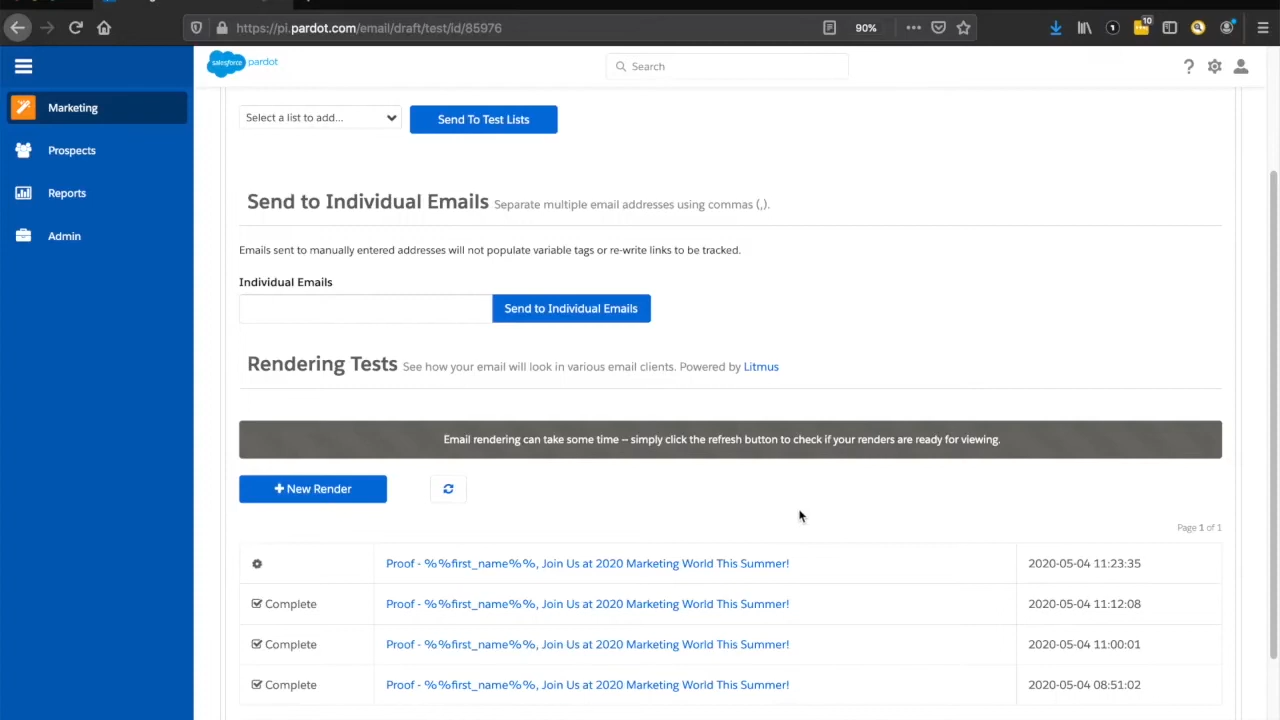 https://pi.pardot.com/email/draft/test/id/85976
90%
10
salesforce pardot
Search
Marketing
Prospects
Reports
Admin
Select a list to add...
Send To Test Lists
Send to Individual Emails Separate multiple email addresses using commas (,).
Emails sent to manually entered addresses will not populate variable tags or re-write links to be tracked.
Individual Emails
Send to Individual Emails
Rendering Tests See how your email will look in various email clients. Powered by Litmus
Email rendering can take some time -- simply click the refresh button to check if your renders are ready for viewing.
+ New Render
Page 1 of 1
Proof - %%first_name%%, Join Us at 2020 Marketing World This Summer! 2020-05-04 11:23:35
Complete Proof - %%first_name%%, Join Us at 2020 Marketing World This Summer! 2020-05-04 11:12:08
Complete Proof - %%first_name%%, Join Us at 2020 Marketing World This Summer! 2020-05-04 11:00:01
Complete Proof - %%first_name%%, Join Us at 2020 Marketing World This Summer! 2020-05-04 08:51:02